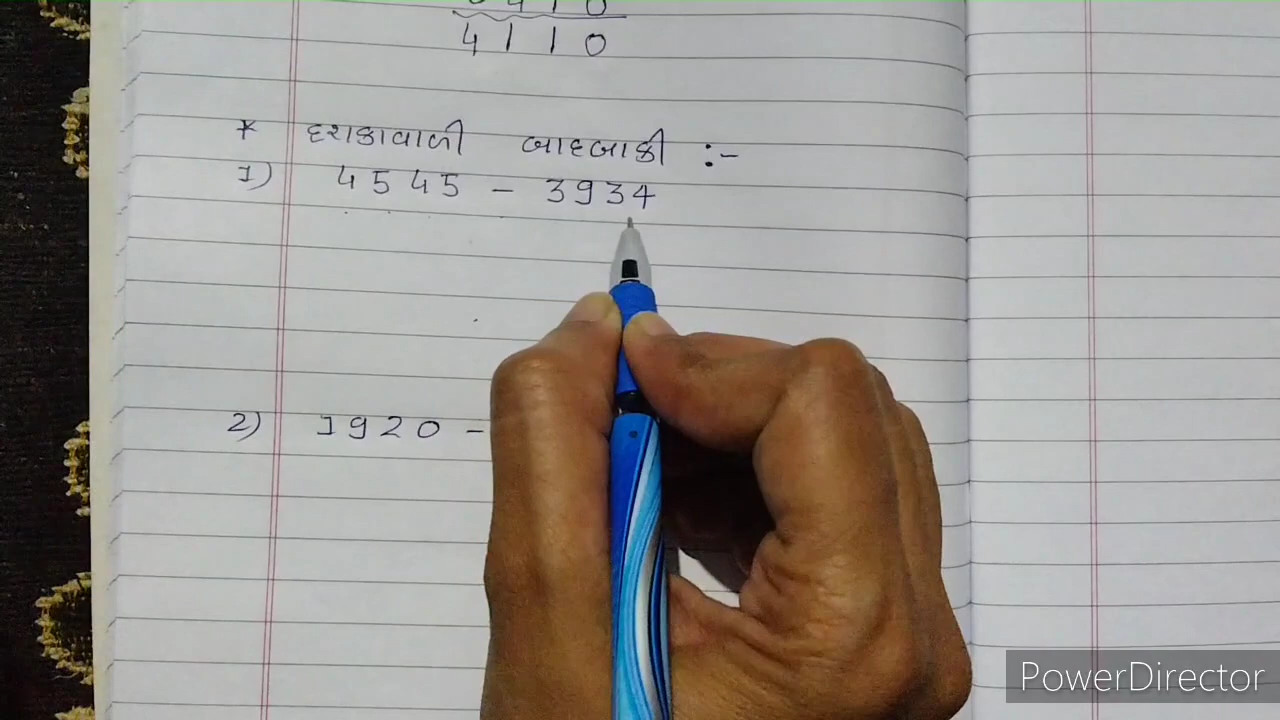 4110
* દશકાવાળી બાદબાકી :-
1) 4545 - 3934
2) 1920 -
PowerDirector